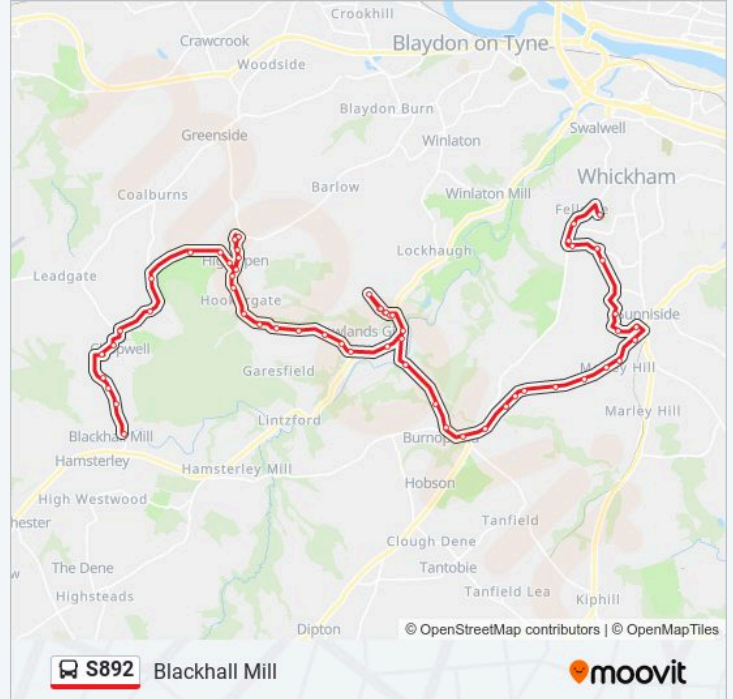 Crookhill
Crawcrook
Blaydon on Tyne
Woodside
Blaydon Burn
Greenside
Swalwell
Winlaton
Whickham
Barlow
Coalburns
Winlaton Mill
Lockhaugh
Leadgate
Sunniside
Garesfield
Marley Hill
Lintzford
Blackhall Mill
Hamsterley
Hamsterley Mill
High Westwood
Hobson
hester
Tanfield
Clough Dene
The Dene
Tantobie
w
Highsteads
Tanfield Lea
Kiphill
Dipton
© OpenStreetMap contributors | © OpenMapTiles
S892 Blackhall Mill
moovit